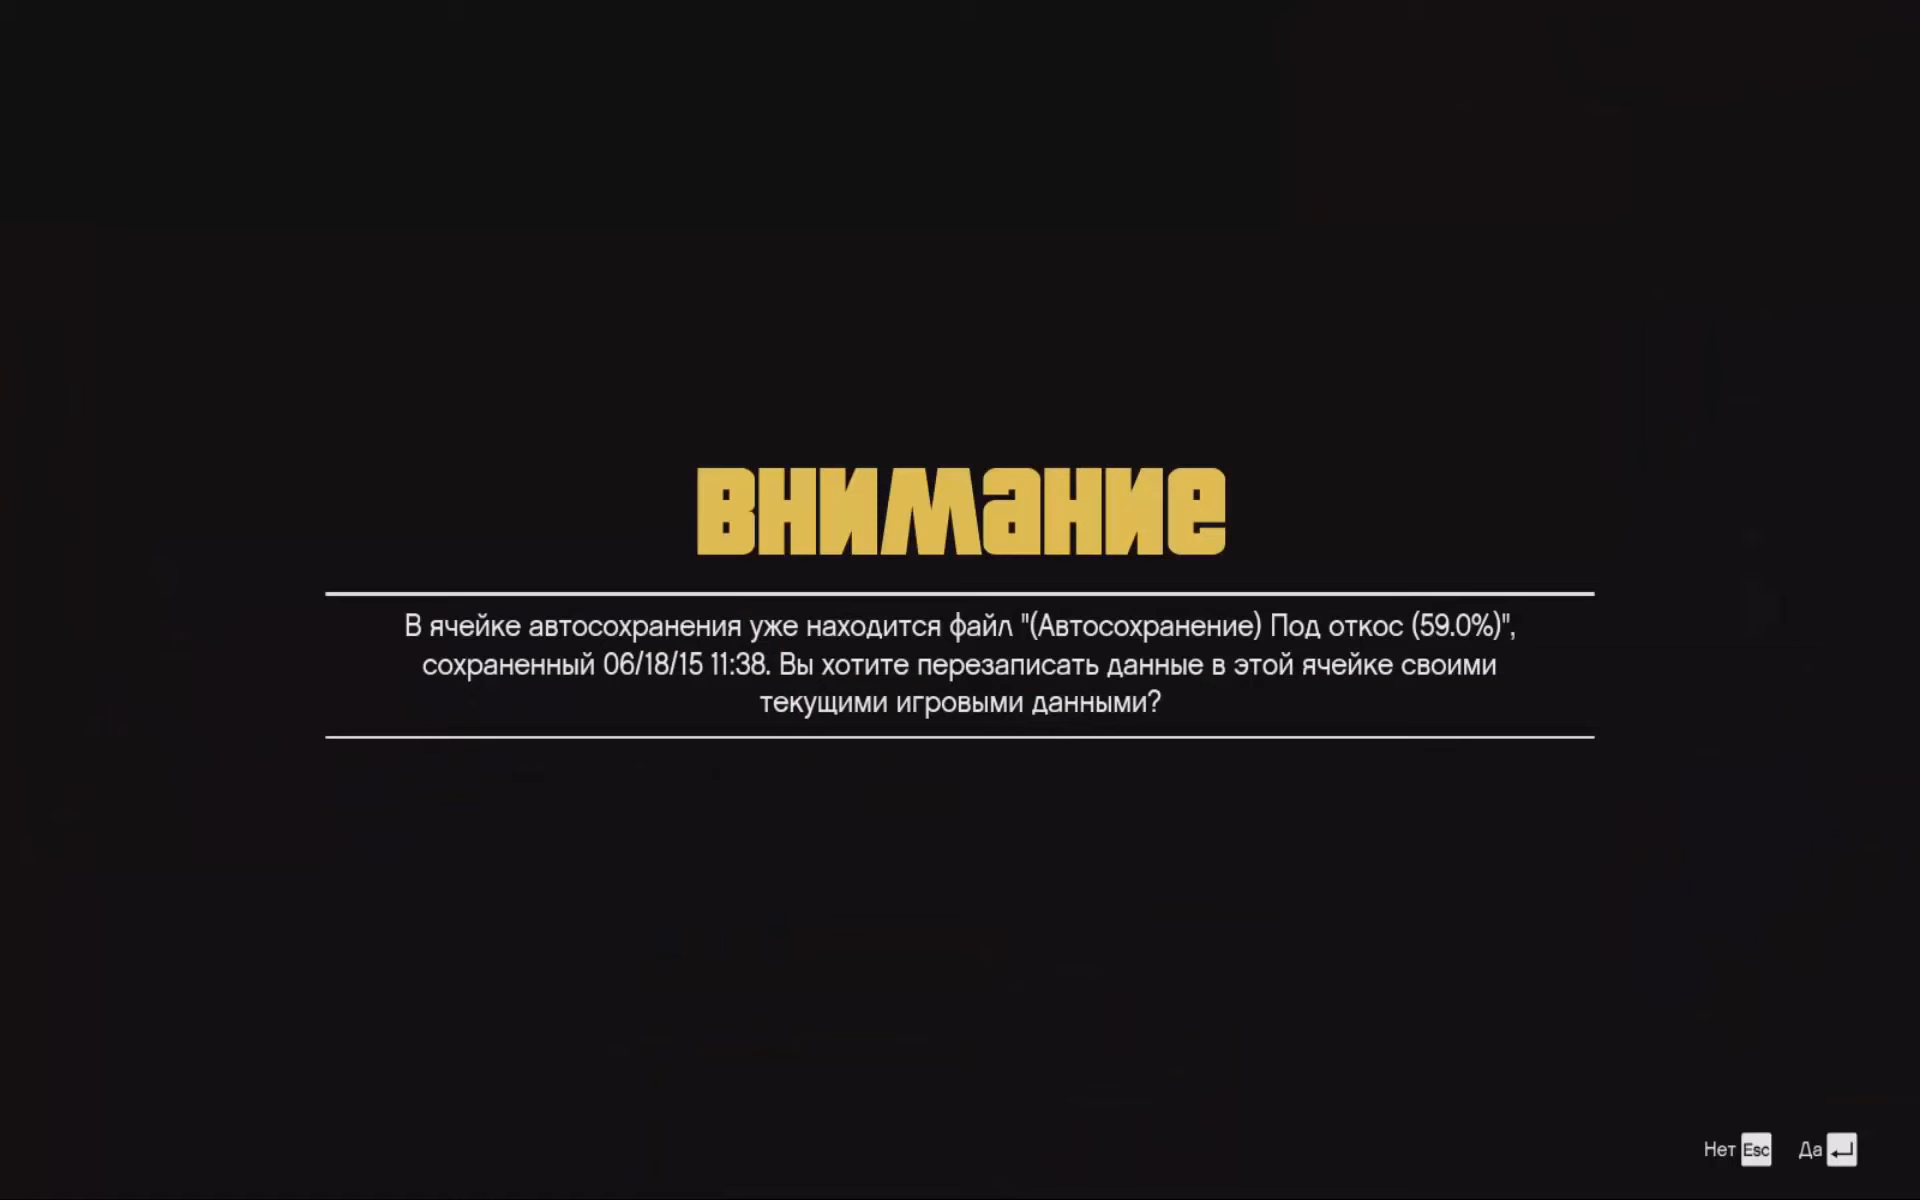 внимание
В ячейке автосохранения уже находится файл "(Автосохранение) Под откос (59.0%)",
сохраненный 06/18/15 11:38. Вы хотите перезаписать данные в этой ячейке своими
текущими игровыми данными?
Нет Esc Да